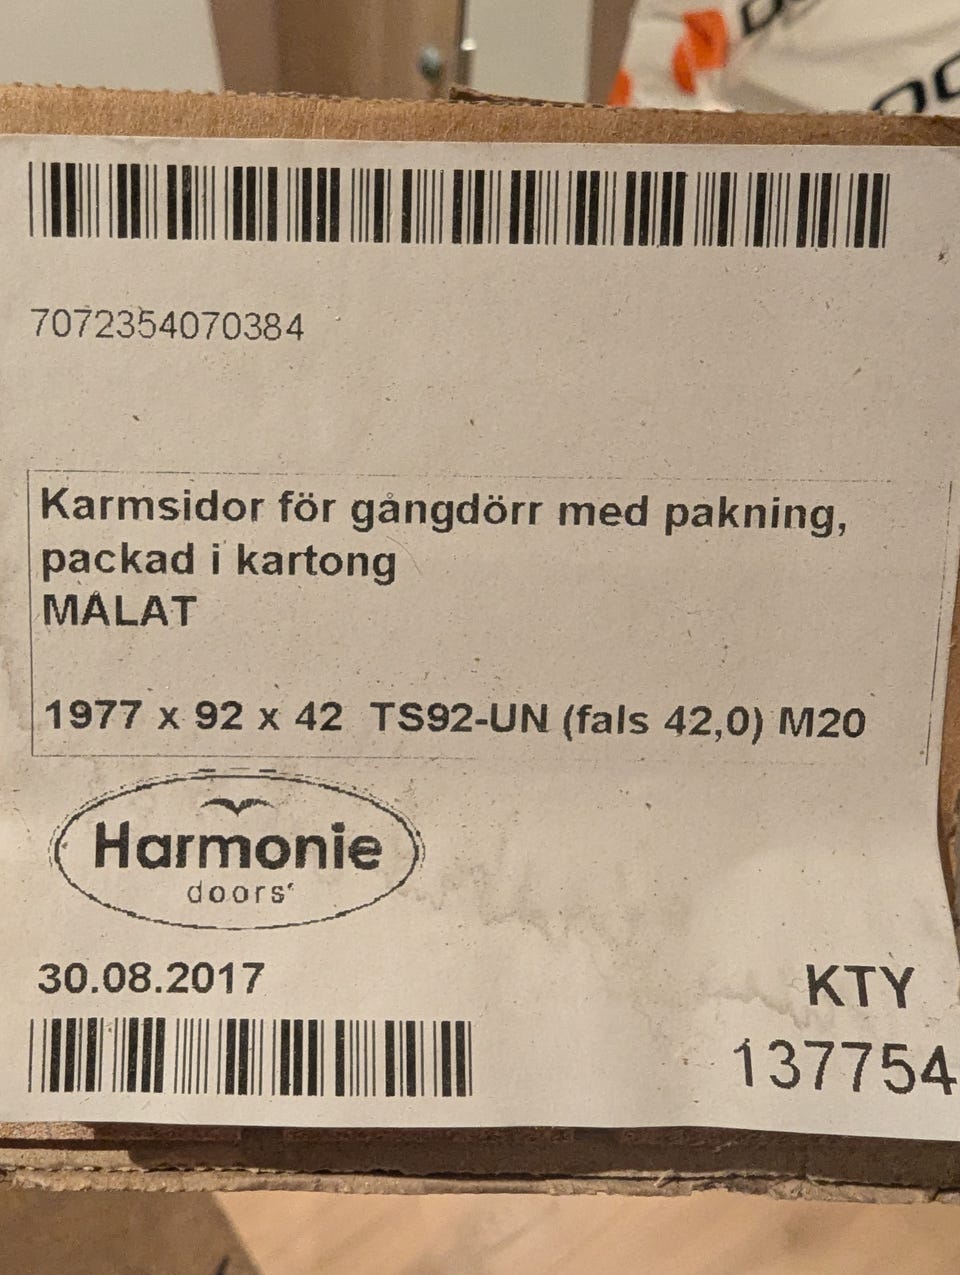 7072354070384
Karmsidor för gångdörr med pakning,
packad i kartong
MÅLAT
1977 x 92 x 42 TS92-UN (fals 42,0) M20
Harmonie
doors
30.08.2017
KTY
137754